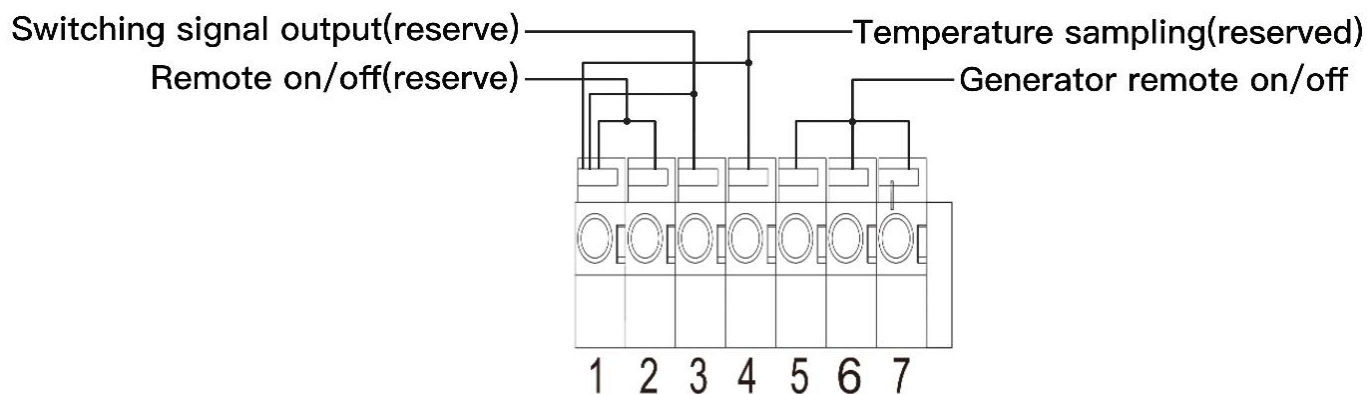 Switching signal output(reserve)
Temperature sampling(reserved)
Remote on/off(reserve)
Generator remote on/off
1 2 3 4 5 6 7